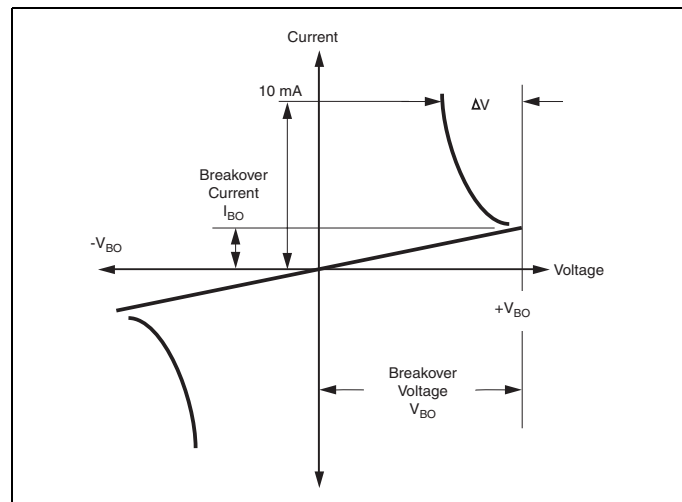 Current
10 mA
ΔV
Breakover
Current
I_BO
-V_BO
Voltage
+V_BO
Breakover
Voltage
V_BO